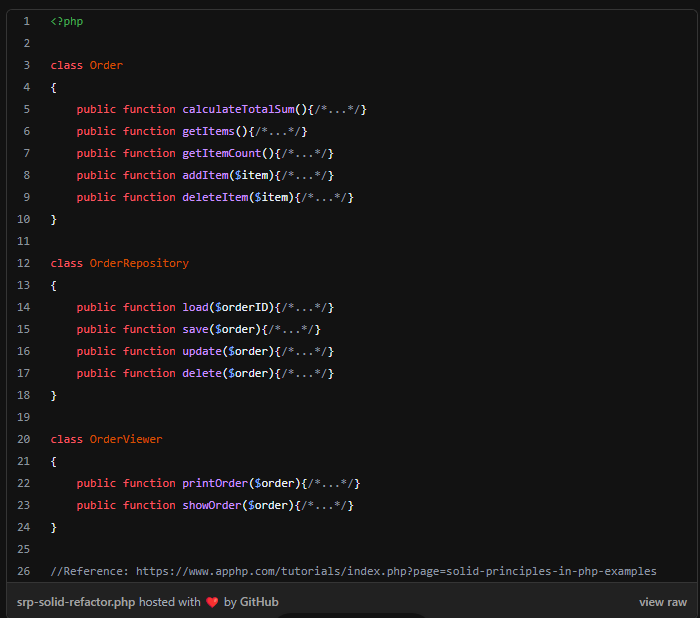 1 <?php
2
3 class Order
4 {
5     public function calculateTotalSum(){/*...*/}
6     public function getItems(){/*...*/}
7     public function getItemCount(){/*...*/}
8     public function addItem($item){/*...*/}
9     public function deleteItem($item){/*...*/}
10 }
11
12 class OrderRepository
13 {
14     public function load($orderID){/*...*/}
15     public function save($order){/*...*/}
16     public function update($order){/*...*/}
17     public function delete($order){/*...*/}
18 }
19
20 class OrderViewer
21 {
22     public function printOrder($order){/*...*/}
23     public function showOrder($order){/*...*/}
24 }
25
26 //Reference: https://www.apphp.com/tutorials/index.php?page=solid-principles-in-php-examples
srp-solid-refactor.php hosted with ❤ by GitHub view raw